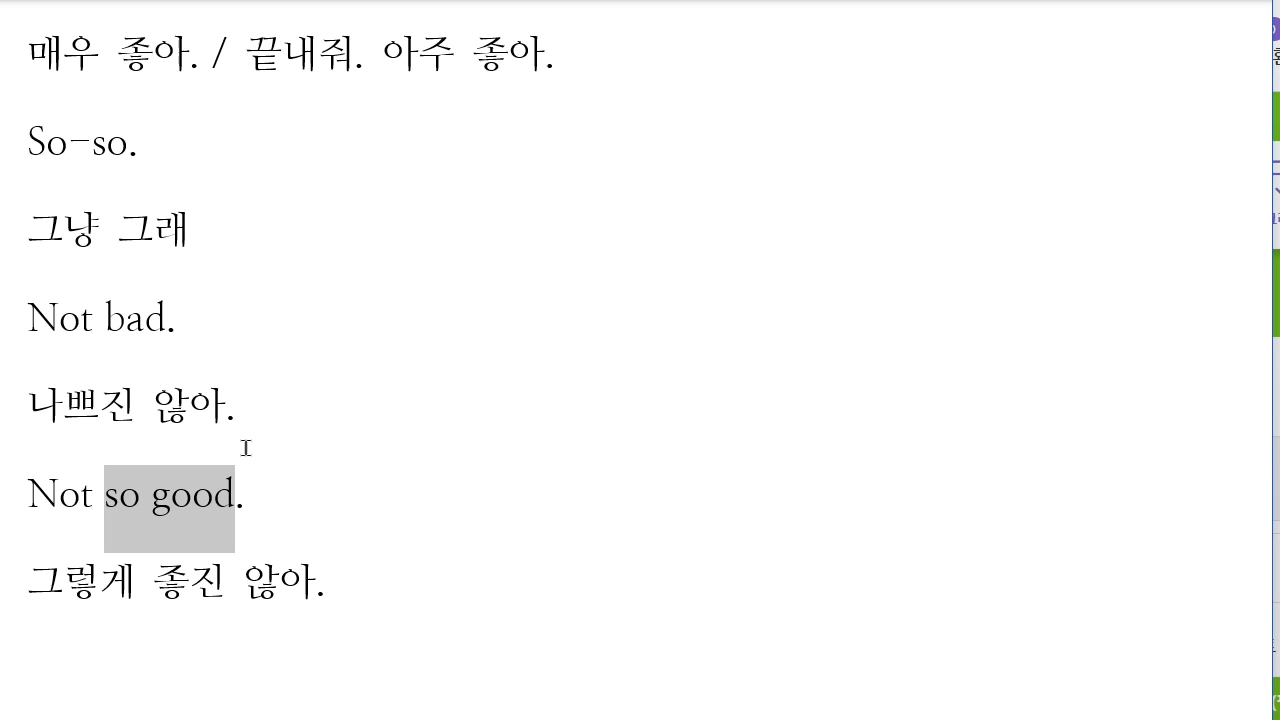 매우 좋아. / 끝내줘. 아주 좋아.
So-so.
그냥 그래
Not bad.
나쁘진 않아.
Not so good.
그렇게 좋진 않아.